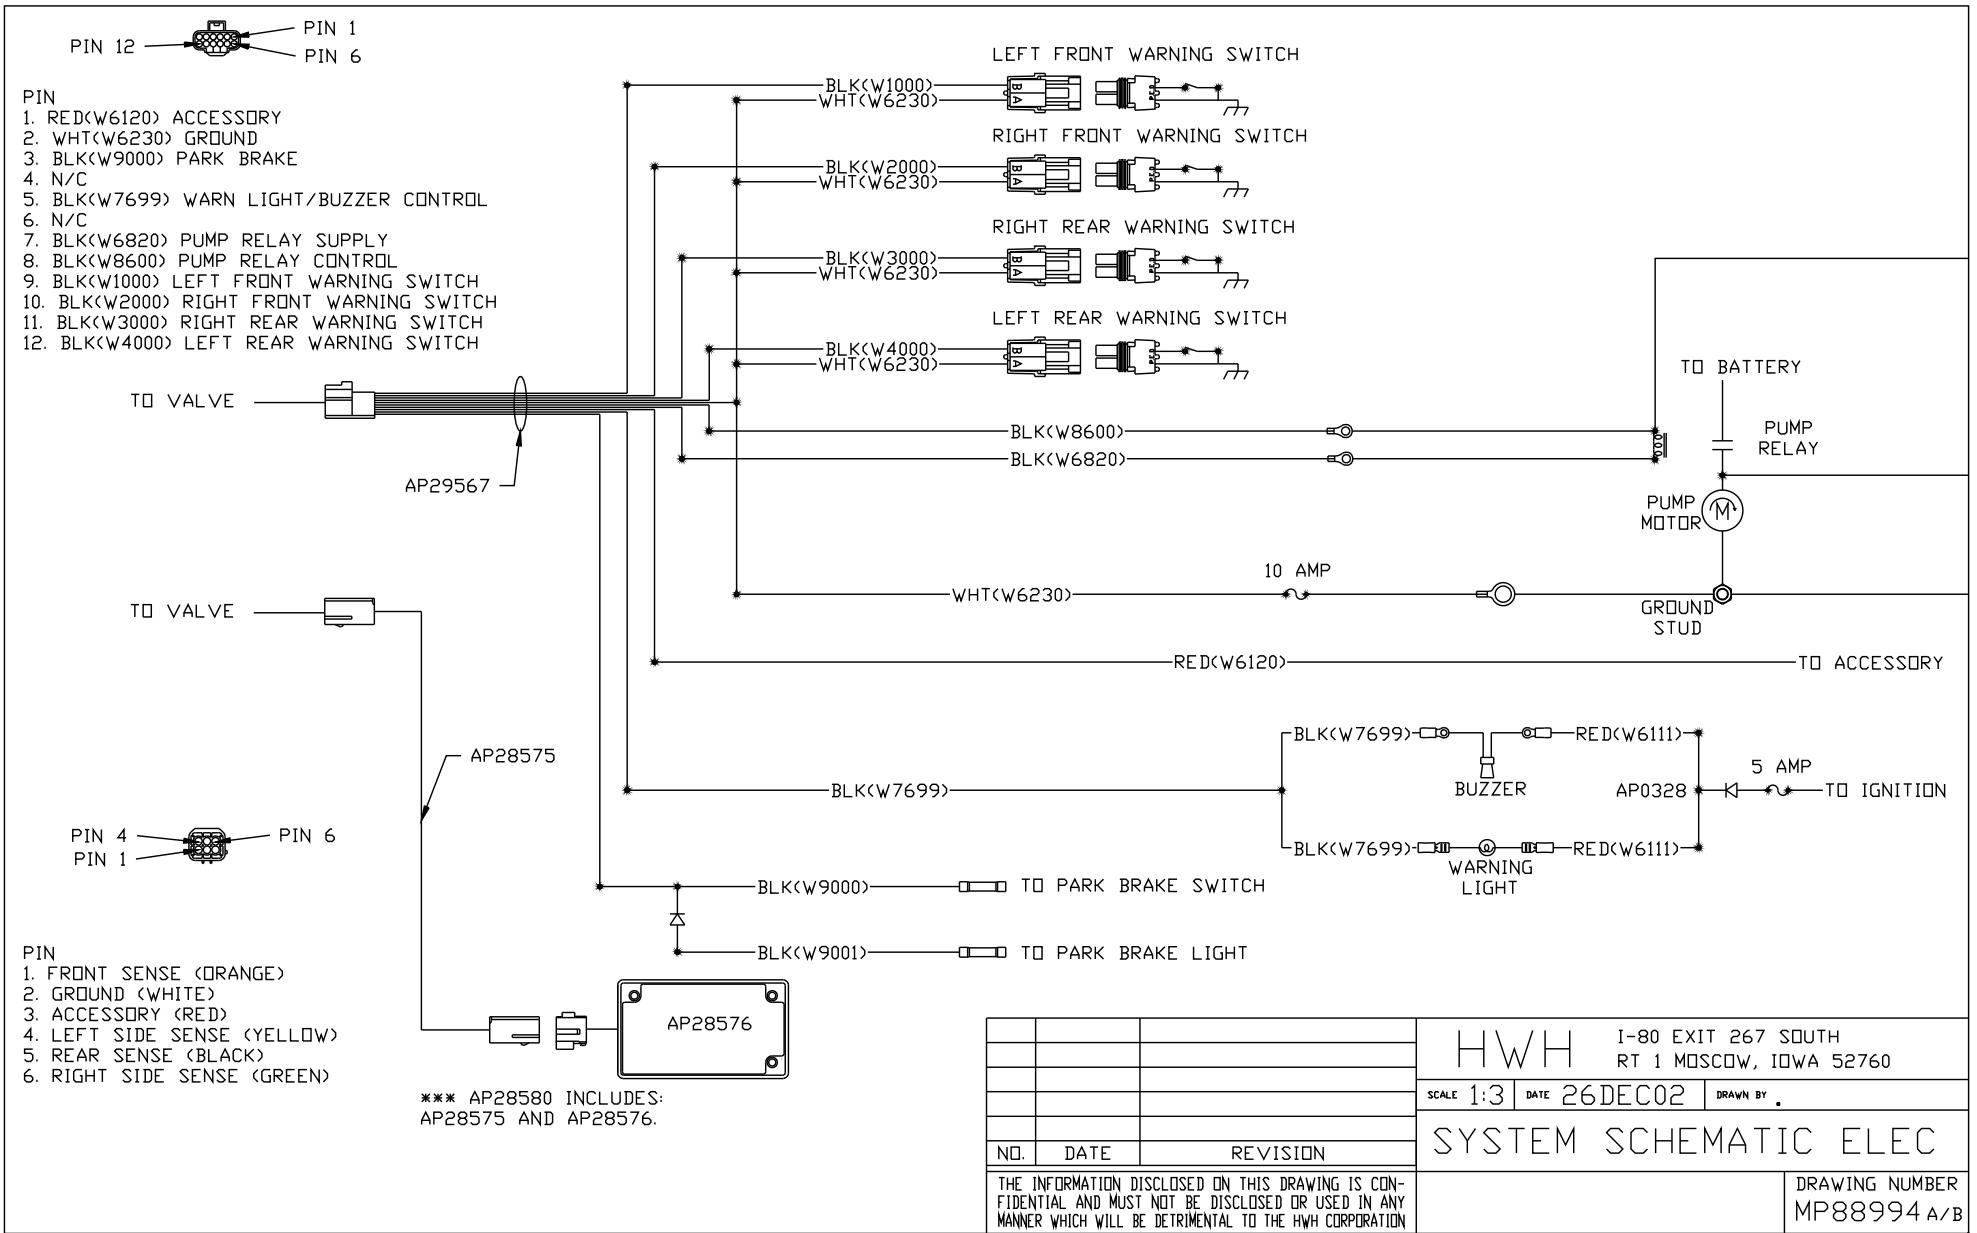 PIN 12
PIN 1
PIN 6
PIN
1. RED(W6120) ACCESSORY
2. WHT(W6230) GROUND
3. BLK(W9000) PARK BRAKE
4. N/C
5. BLK(W7699) WARN LIGHT/BUZZER CONTROL
6. N/C
7. BLK(W6820) PUMP RELAY SUPPLY
8. BLK(W8600) PUMP RELAY CONTROL
9. BLK(W1000) LEFT FRONT WARNING SWITCH
10. BLK(W2000) RIGHT FRONT WARNING SWITCH
11. BLK(W3000) RIGHT REAR WARNING SWITCH
12. BLK(W4000) LEFT REAR WARNING SWITCH
TO VALVE
AP29567
LEFT FRONT WARNING SWITCH
BLK(W1000)
WHT(W6230)
B
A
RIGHT FRONT WARNING SWITCH
BLK(W2000)
WHT(W6230)
B
A
RIGHT REAR WARNING SWITCH
BLK(W3000)
WHT(W6230)
B
A
LEFT REAR WARNING SWITCH
BLK(W4000)
WHT(W6230)
B
A
BLK(W8600)
BLK(W6820)
TO BATTERY
PUMP
RELAY
PUMP
MOTOR
M
10 AMP
WHT(W6230)
GROUND
STUD
RED(W6120)
TO ACCESSORY
TO VALVE
AP28575
BLK(W7699)
BLK(W7699)
BUZZER
RED(W6111)
AP0328
5 AMP
TO IGNITION
BLK(W7699)
WARNING
LIGHT
RED(W6111)
BLK(W9000)
TO PARK BRAKE SWITCH
BLK(W9001)
TO PARK BRAKE LIGHT
PIN 4
PIN 1
PIN 6
PIN
1. FRONT SENSE (ORANGE)
2. GROUND (WHITE)
3. ACCESSORY (RED)
4. LEFT SIDE SENSE (YELLOW)
5. REAR SENSE (BLACK)
6. RIGHT SIDE SENSE (GREEN)
AP28576
*** AP28580 INCLUDES:
AP28575 AND AP28576.
NO. DATE REVISION
THE INFORMATION DISCLOSED ON THIS DRAWING IS CON-
FIDENTIAL AND MUST NOT BE DISCLOSED OR USED IN ANY
MANNER WHICH WILL BE DETRIMENTAL TO THE HWH CORPORATION
HWH
I-80 EXIT 267 SOUTH
RT 1 MOSCOW, IOWA 52760
SCALE 1:3 DATE 26DEC02 DRAWN BY .
SYSTEM SCHEMATIC ELEC
DRAWING NUMBER
MP88994 A/B